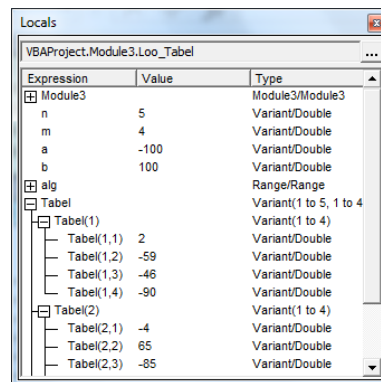 Locals
VBAProject.Module3.Loo_Tabel ...
Expression Value Type
Module3 Module3/Module3
n 5 Variant/Double
m 4 Variant/Double
a -100 Variant/Double
b 100 Variant/Double
alg Range/Range
Tabel Variant(1 to 5, 1 to 4
Tabel(1) Variant(1 to 4)
Tabel(1,1) 2 Variant/Double
Tabel(1,2) -59 Variant/Double
Tabel(1,3) -46 Variant/Double
Tabel(1,4) -90 Variant/Double
Tabel(2) Variant(1 to 4)
Tabel(2,1) -4 Variant/Double
Tabel(2,2) 65 Variant/Double
Tabel(2,3) -85 Variant/Double